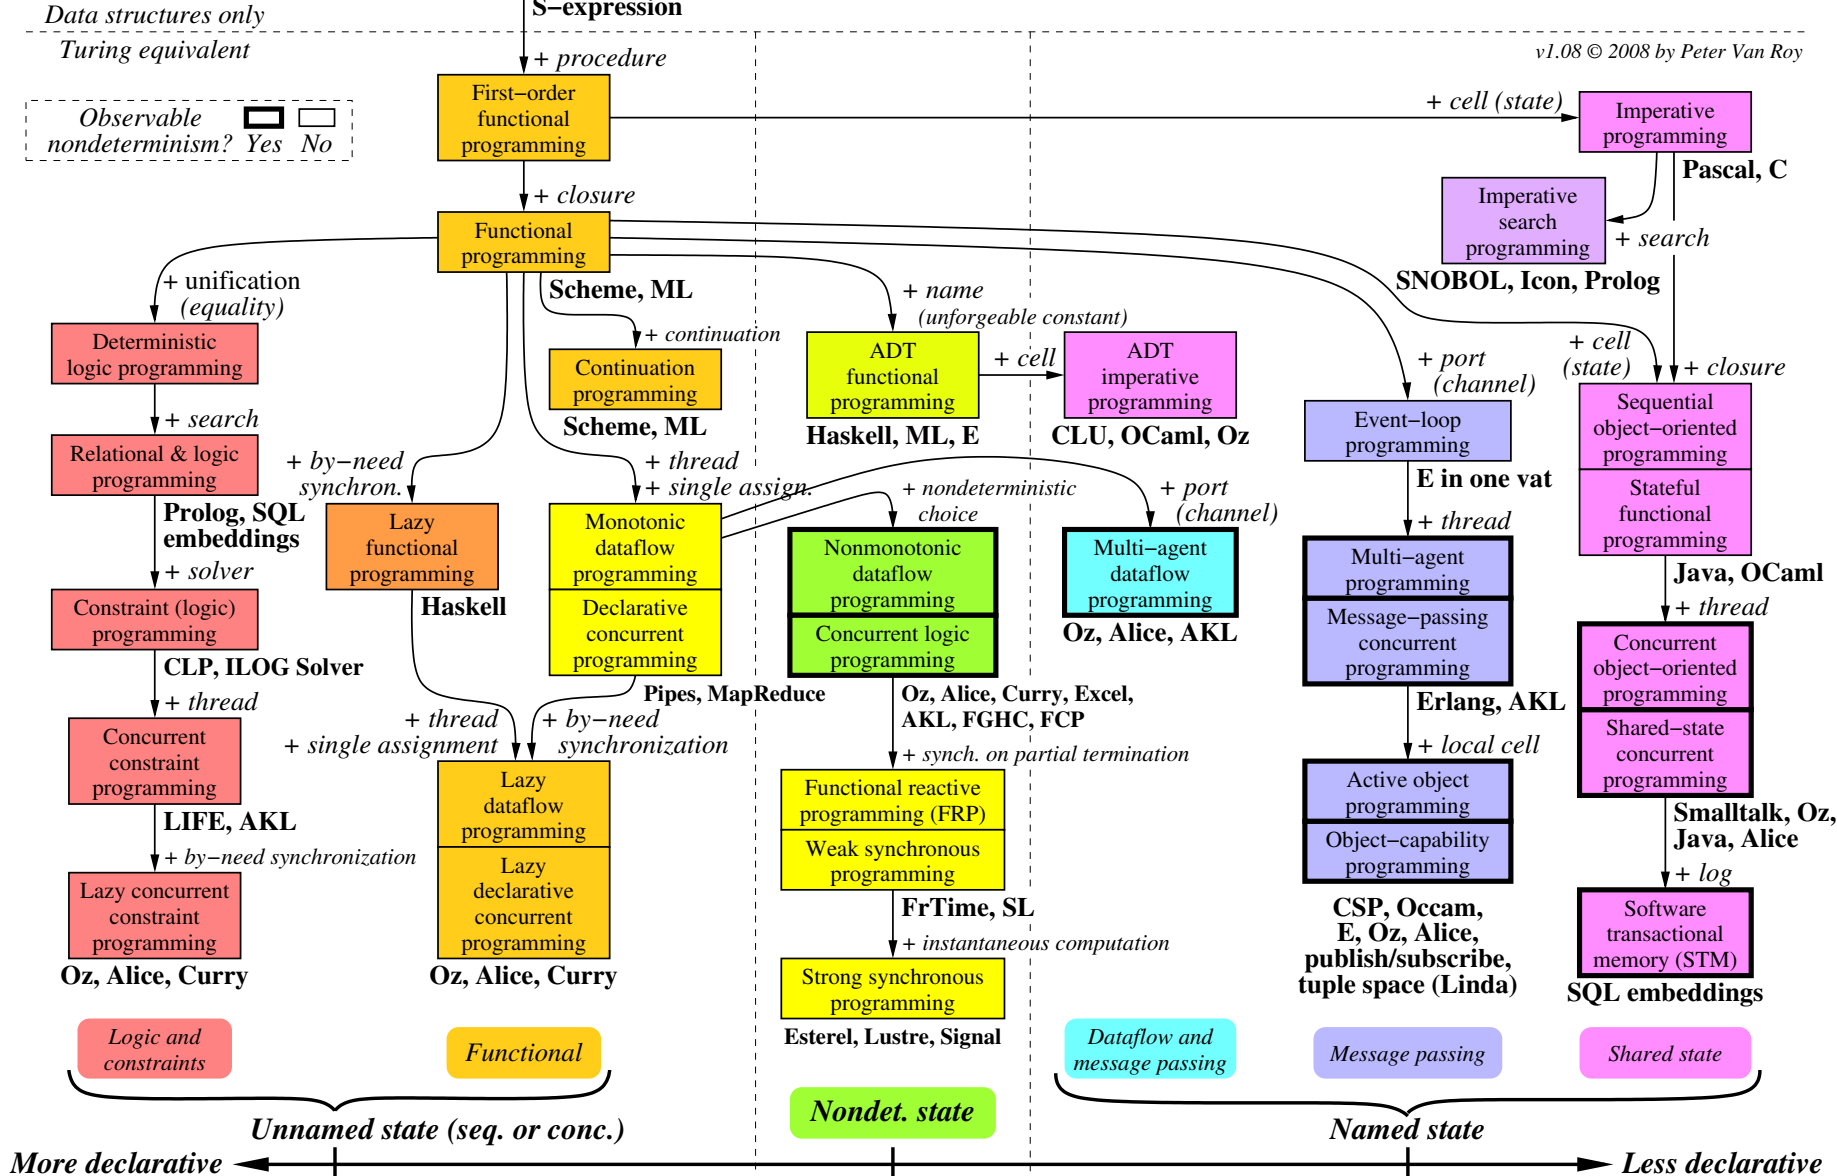 S−expression
Data structures only
Turing equivalent
v1.08 © 2008 by Peter Van Roy
+ procedure
Observable
nondeterminism? Yes No
First−order
functional
programming
+ cell (state)
Imperative
programming
Pascal, C
+ closure
Imperative
search
programming
+ search
SNOBOL, Icon, Prolog
Functional
programming
Scheme, ML
+ unification
(equality)
Deterministic
logic programming
+ search
Relational & logic
programming
Prolog, SQL
embeddings
+ solver
Constraint (logic)
programming
CLP, ILOG Solver
+ thread
Concurrent
constraint
programming
LIFE, AKL
+ by−need synchronization
Lazy concurrent
constraint
programming
Oz, Alice, Curry
+ continuation
Continuation
programming
Scheme, ML
+ by−need
synchron.
Lazy
functional
programming
Haskell
+ thread
+ single assign.
Monotonic
dataflow
programming
Declarative
concurrent
programming
Pipes, MapReduce
+ thread
+ single assignment
+ by−need
synchronization
Lazy
dataflow
programming
Lazy
declarative
concurrent
programming
Oz, Alice, Curry
+ name
(unforgeable constant)
ADT
functional
programming
Haskell, ML, E
+ cell
ADT
imperative
programming
CLU, OCaml, Oz
+ nondeterministic
choice
Nonmonotonic
dataflow
programming
Concurrent logic
programming
Oz, Alice, Curry, Excel,
AKL, FGHC, FCP
+ synch. on partial termination
Functional reactive
programming (FRP)
Weak synchronous
programming
FrTime, SL
+ instantaneous computation
Strong synchronous
programming
Esterel, Lustre, Signal
+ port
(channel)
Multi−agent
dataflow
programming
Oz, Alice, AKL
+ port
(channel)
Event−loop
programming
E in one vat
+ thread
Multi−agent
programming
Message−passing
concurrent
programming
Erlang, AKL
+ local cell
Active object
programming
Object−capability
programming
CSP, Occam,
E, Oz, Alice,
publish/subscribe,
tuple space (Linda)
+ cell
(state)
+ closure
Sequential
object−oriented
programming
Stateful
functional
programming
Java, OCaml
+ thread
Concurrent
object−oriented
programming
Shared−state
concurrent
programming
Smalltalk, Oz,
Java, Alice
+ log
Software
transactional
memory (STM)
SQL embeddings
Logic and
constraints
Functional
Dataflow and
message passing
Message passing
Shared state
Unnamed state (seq. or conc.)
Nondet. state
Named state
More declarative
Less declarative